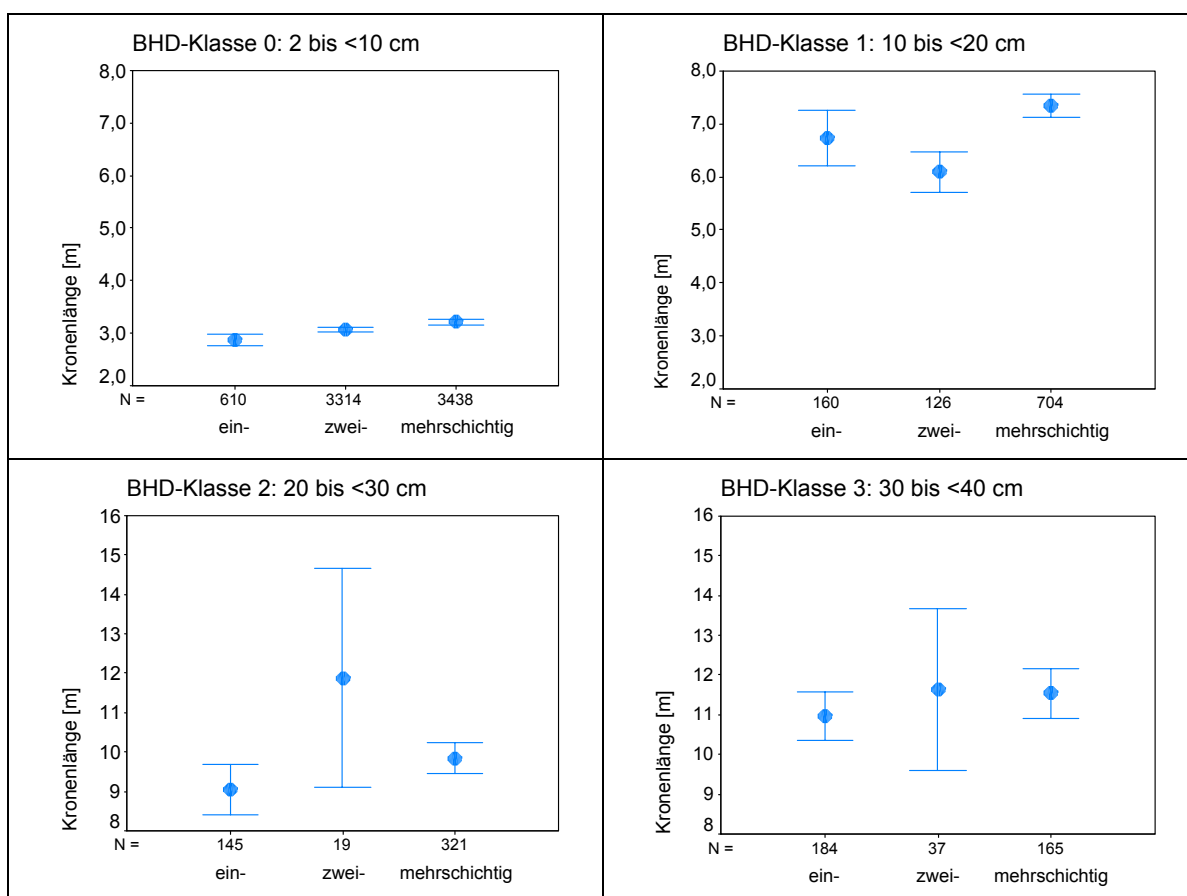 BHD-Klasse 0: 2 bis <10 cm
8,0
7,0
6,0
5,0
4,0
3,0
2,0
Kronenlänge [m]
N = 610 3314 3438
ein- zwei- mehrschichtig
BHD-Klasse 1: 10 bis <20 cm
8,0
7,0
6,0
5,0
4,0
3,0
2,0
Kronenlänge [m]
N = 160 126 704
ein- zwei- mehrschichtig
BHD-Klasse 2: 20 bis <30 cm
16
15
14
13
12
11
10
9
8
Kronenlänge [m]
N = 145 19 321
ein- zwei- mehrschichtig
BHD-Klasse 3: 30 bis <40 cm
16
15
14
13
12
11
10
9
8
Kronenlänge [m]
N = 184 37 165
ein- zwei- mehrschichtig